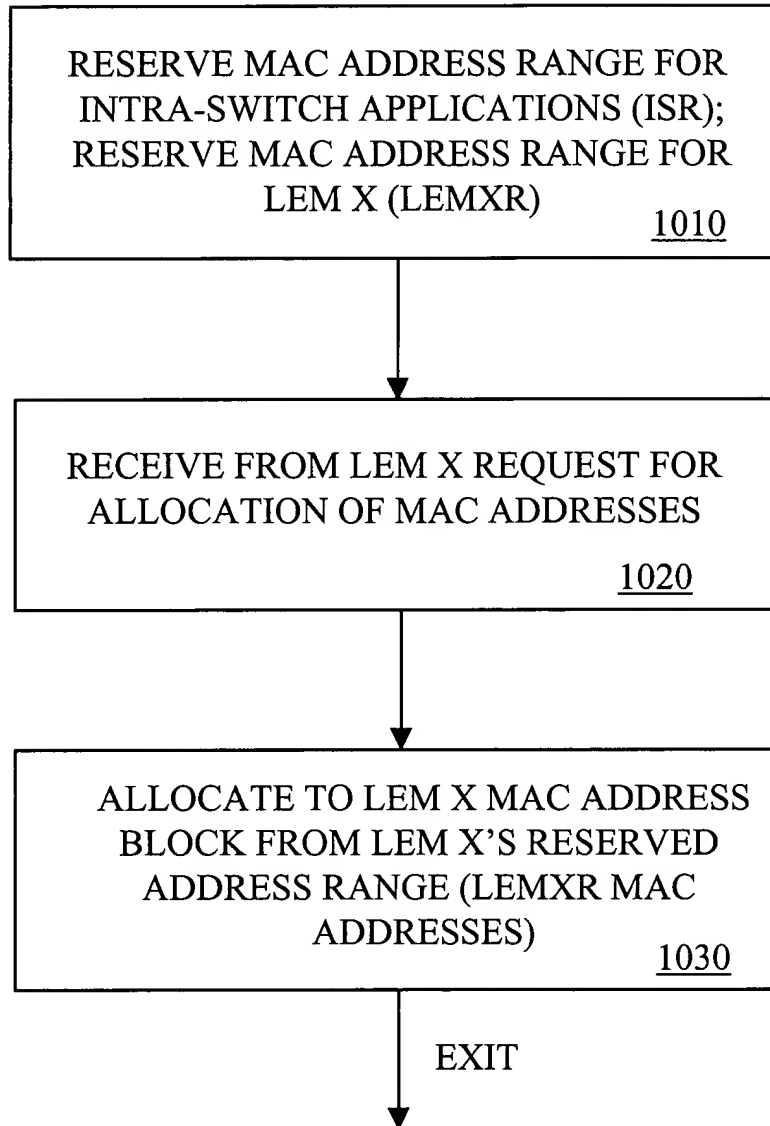 RESERVE MAC ADDRESS RANGE FOR
INTRA-SWITCH APPLICATIONS (ISR);
RESERVE MAC ADDRESS RANGE FOR
LEM X (LEMXR)
1010
RECEIVE FROM LEM X REQUEST FOR
ALLOCATION OF MAC ADDRESSES
1020
ALLOCATE TO LEM X MAC ADDRESS
BLOCK FROM LEM X'S RESERVED
ADDRESS RANGE (LEMXR MAC
ADDRESSES)
1030
EXIT